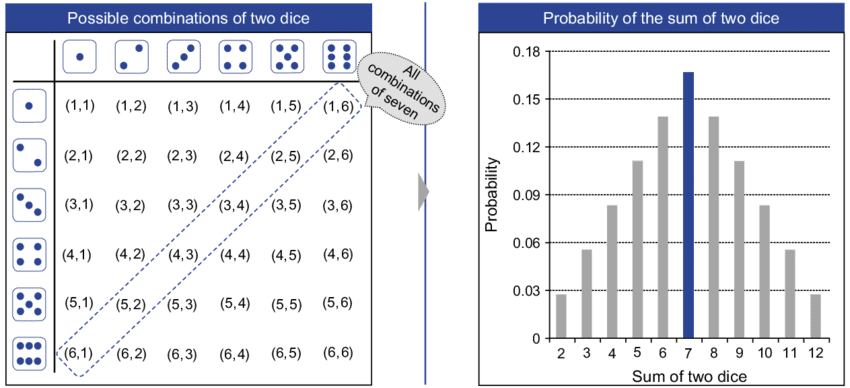 Possible combinations of two dice
All
combinations
of seven
(1,1) (1,2) (1,3) (1,4) (1,5) (1,6)
(2,1) (2,2) (2,3) (2,4) (2,5) (2,6)
(3,1) (3,2) (3,3) (3,4) (3,5) (3,6)
(4,1) (4,2) (4,3) (4,4) (4,5) (4,6)
(5,1) (5,2) (5,3) (5,4) (5,5) (5,6)
(6,1) (6,2) (6,3) (6,4) (6,5) (6,6)
Probability of the sum of two dice
Probability
0.18
0.15
0.12
0.09
0.06
0.03
0
2 3 4 5 6 7 8 9 10 11 12
Sum of two dice